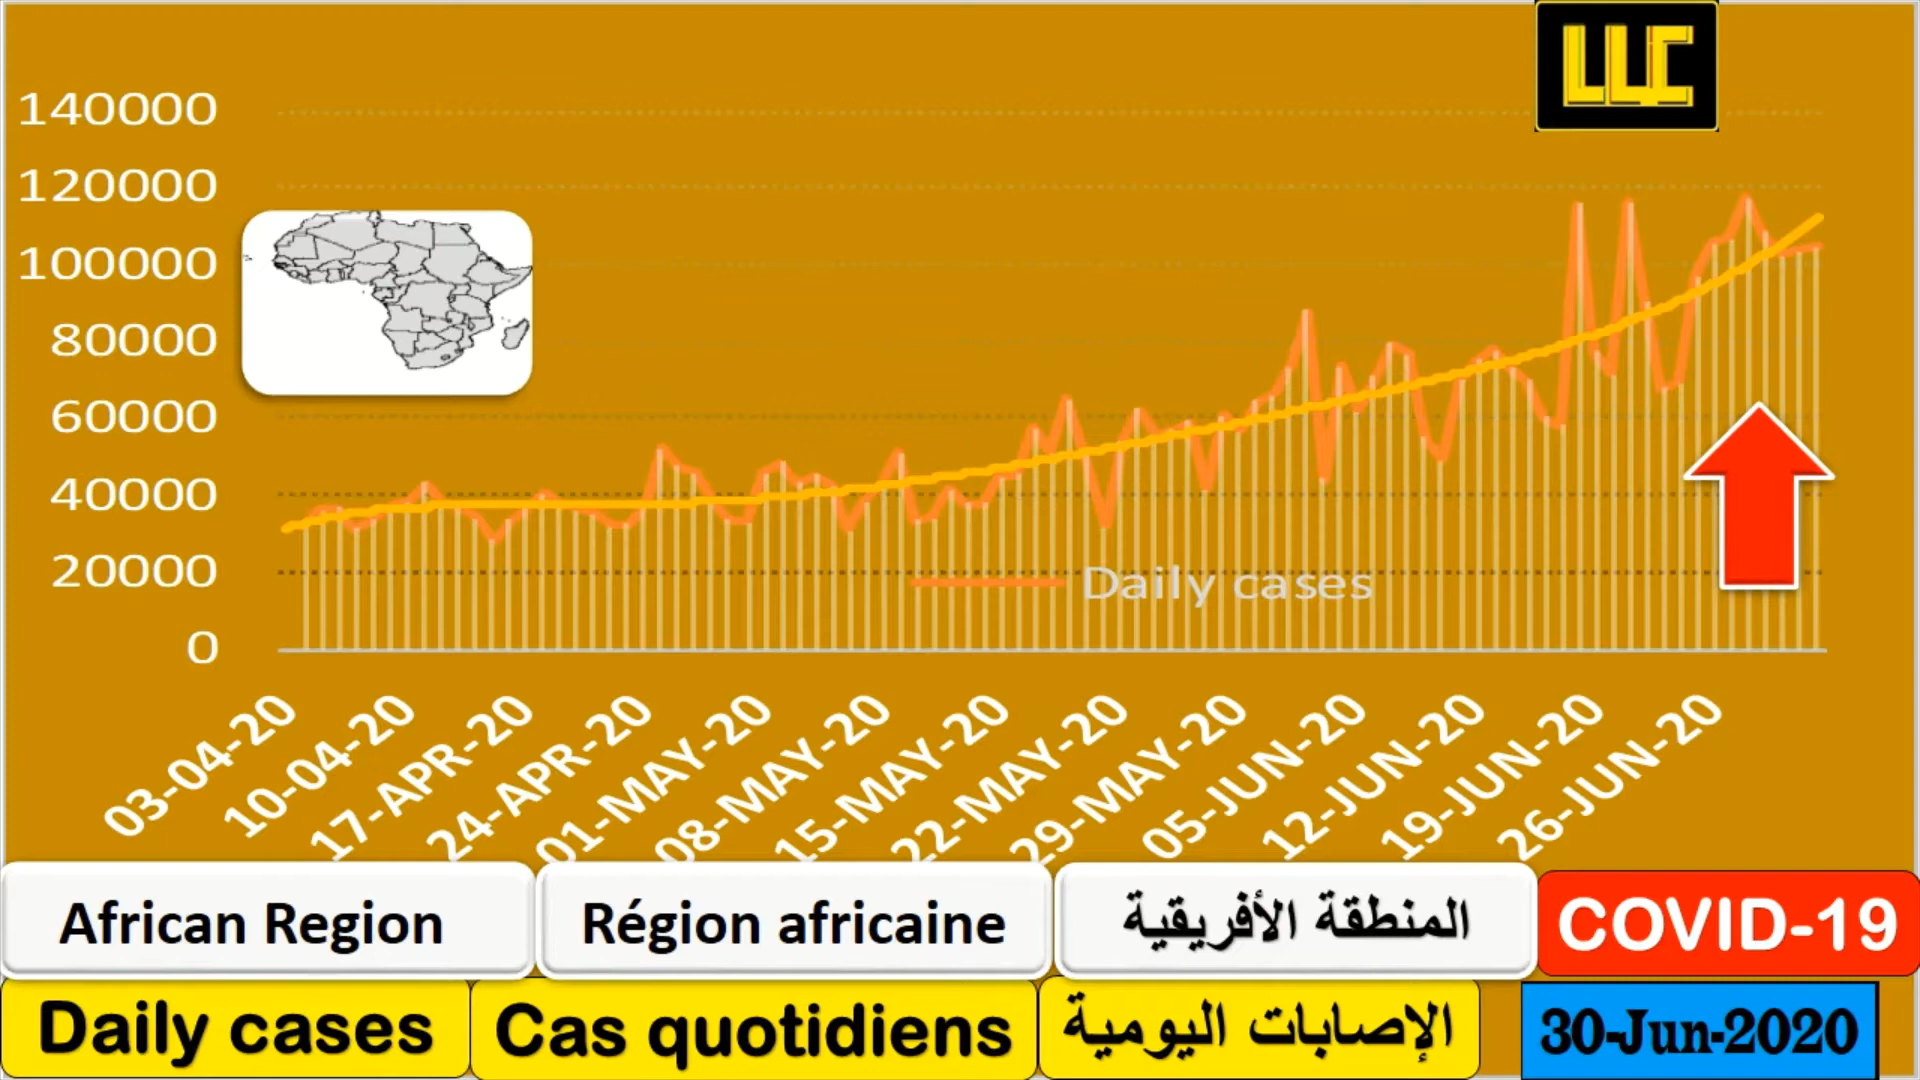 LLC
140000
120000
100000
80000
60000
40000
20000
0
Daily cases
03-04-20
10-04-20
17-APR-20
24-APR-20
01-MAY-20
08-MAY-20
15-MAY-20
22-MAY-20
29-MAY-20
05-JUN-20
12-JUN-20
19-JUN-20
26-JUN-20
African Region
Région africaine
المنطقة الأفريقية
COVID-19
Daily cases
Cas quotidiens
الإصابات اليومية
30-Jun-2020